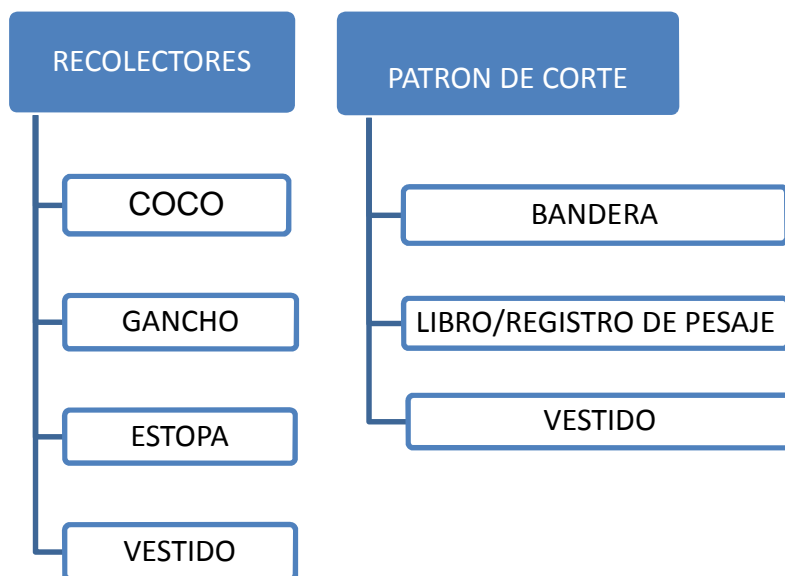 RECOLECTORES
COCO
GANCHO
ESTOPA
VESTIDO
PATRON DE CORTE
BANDERA
LIBRO/REGISTRO DE PESAJE
VESTIDO